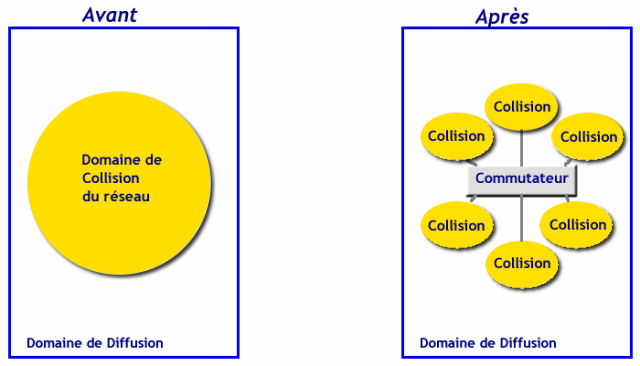 Avant
Domaine de
Collision
du réseau
Domaine de Diffusion
Après
Collision
Collision
Collision
Commutateur
Collision
Collision
Collision
Domaine de Diffusion